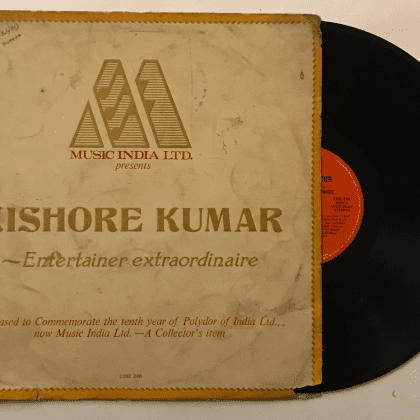 MUSIC INDIA LTD.
presents
KISHORE KUMAR
~Entertainer extraordinaire
ased to Commemorate the tenth year of Polydor of India Ltd.,
now Music India Ltd.—A Collector's item